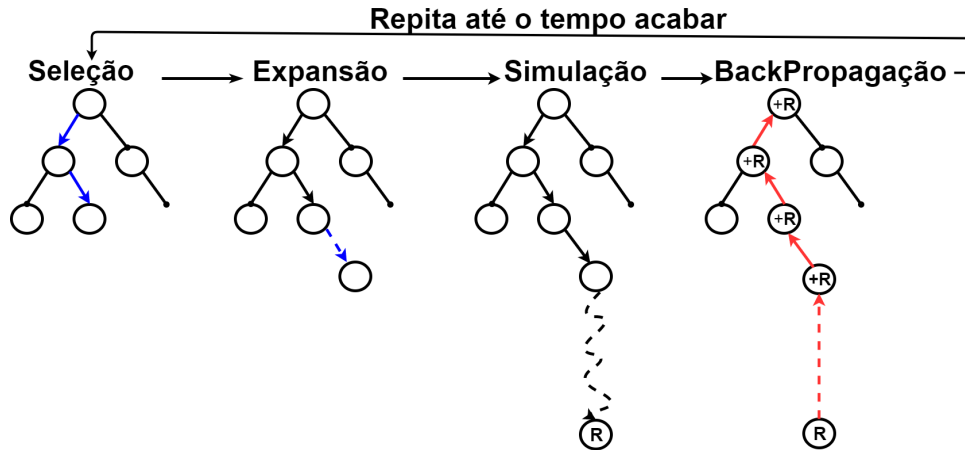 Repita até o tempo acabar
Seleção
Expansão
Simulação
BackPropagação
+R
+R
+R
+R
R
R